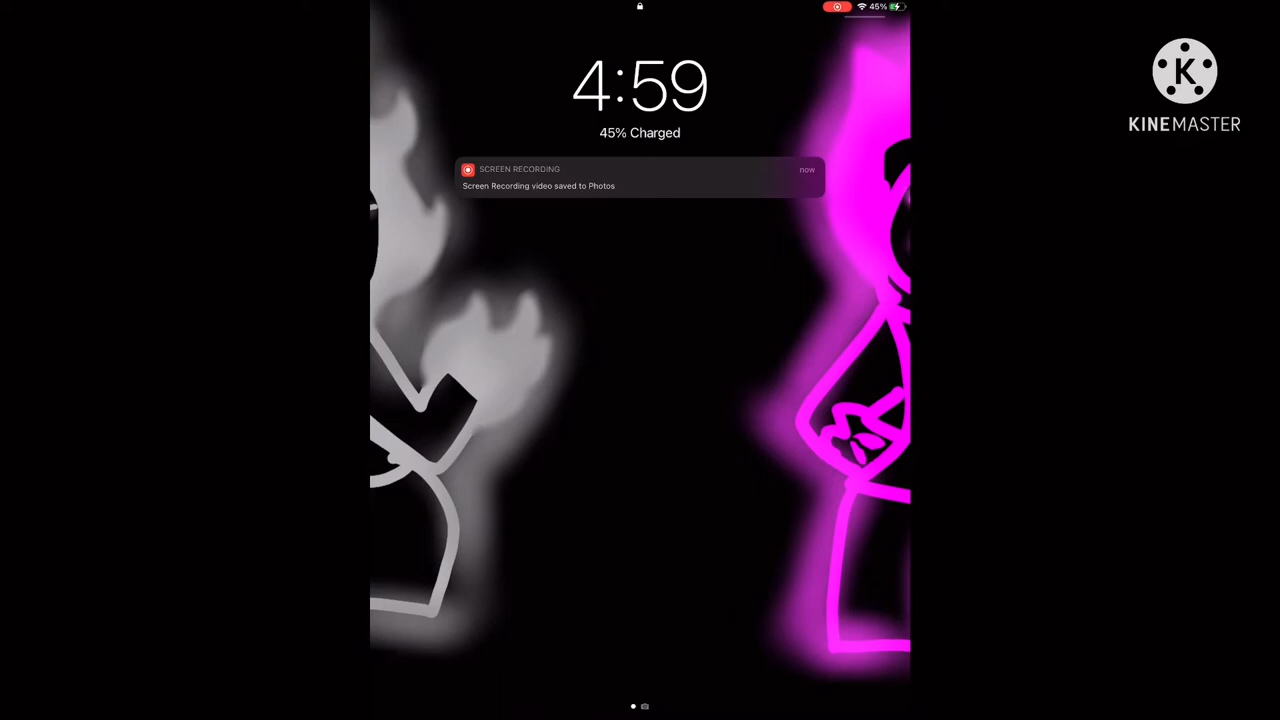 45%
4:59
45% Charged
SCREEN RECORDING
now
Screen Recording video saved to Photos
K
KINEMASTER